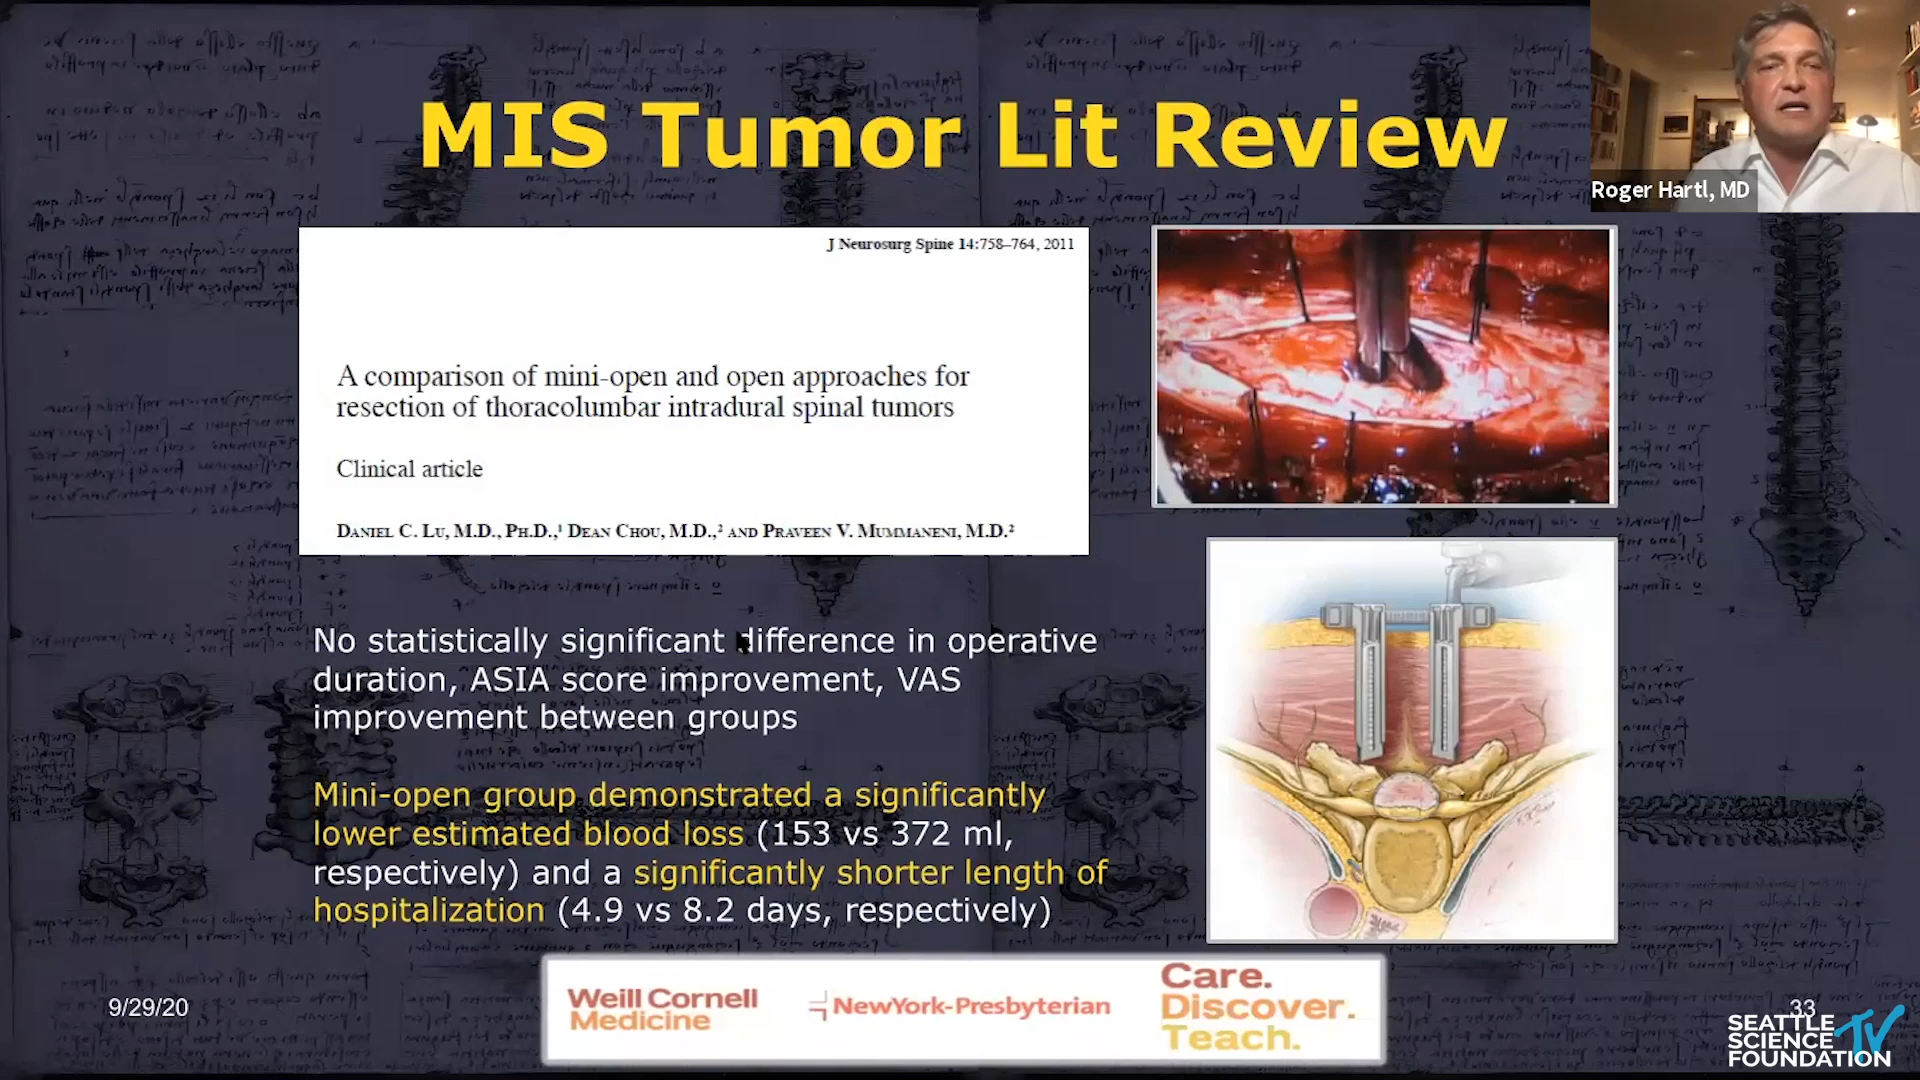 MIS Tumor Lit Review
Roger Hartl, MD
J Neurosurg Spine 14:758–764, 2011
A comparison of mini-open and open approaches for
resection of thoracolumbar intradural spinal tumors
Clinical article
DANIEL C. LU, M.D., PH.D.,¹ DEAN CHOU, M.D.,² AND PRAVEEN V. MUMMANENI, M.D.²
No statistically significant difference in operative
duration, ASIA score improvement, VAS
improvement between groups
Mini-open group demonstrated a significantly
lower estimated blood loss (153 vs 372 ml,
respectively) and a significantly shorter length of
hospitalization (4.9 vs 8.2 days, respectively)
9/29/20
Weill Cornell
Medicine
NewYork-Presbyterian
Care.
Discover.
Teach.
33
SEATTLE
SCIENCE
FOUNDATION
TV